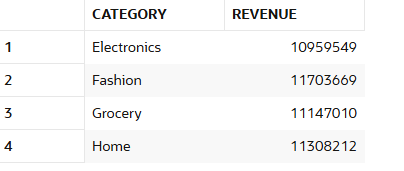 CATEGORY REVENUE
1 Electronics 10959549
2 Fashion 11703669
3 Grocery 11147010
4 Home 11308212